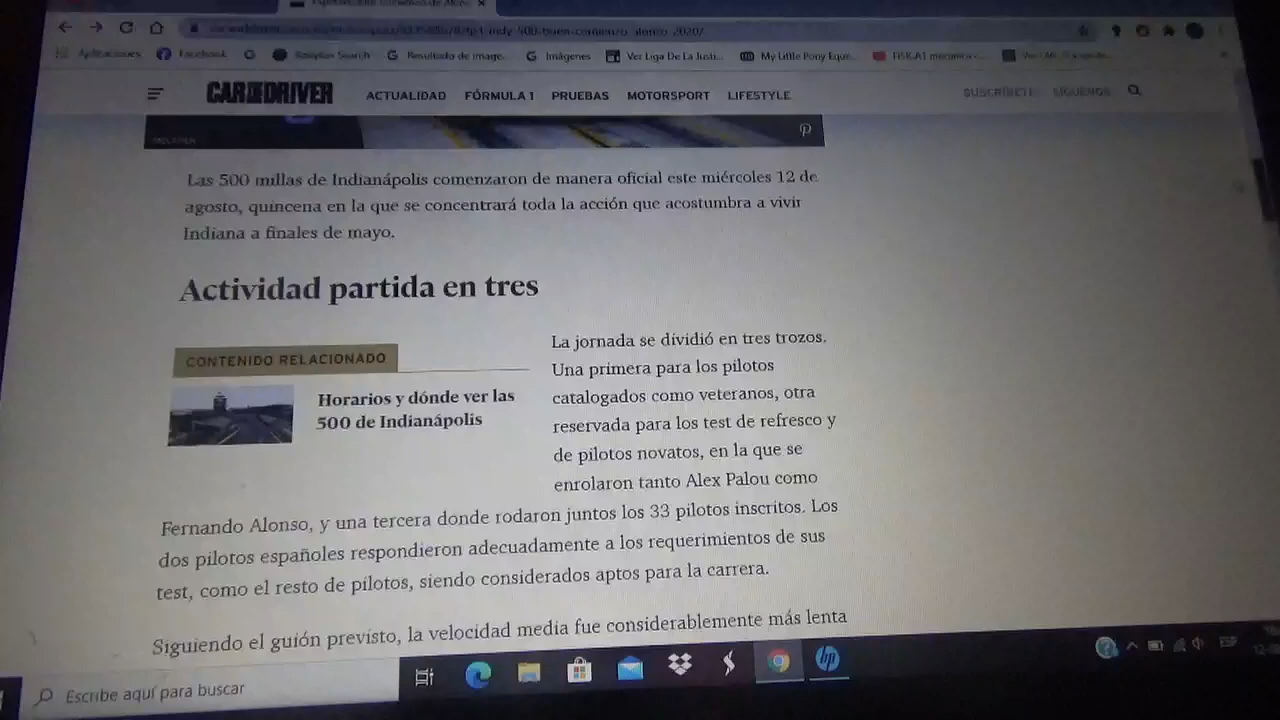 Aplicaciones
Facebook
Babylon Search
Resultado de image...
Imágenes
Ver Liga De La Justi...
My Little Pony Eque...
CAR AND DRIVER
ACTUALIDAD FÓRMULA 1 PRUEBAS MOTORSPORT LIFESTYLE
SUSCRÍBETE SÍGUENOS
MCLAREN
Las 500 millas de Indianápolis comenzaron de manera oficial este miércoles 12 de
agosto, quincena en la que se concentrará toda la acción que acostumbra a vivir
Indiana a finales de mayo.
Actividad partida en tres
CONTENIDO RELACIONADO
Horarios y dónde ver las
500 de Indianápolis
La jornada se dividió en tres trozos.
Una primera para los pilotos
catalogados como veteranos, otra
reservada para los test de refresco y
de pilotos novatos, en la que se
enrolaron tanto Alex Palou como
Fernando Alonso, y una tercera donde rodaron juntos los 33 pilotos inscritos. Los
dos pilotos españoles respondieron adecuadamente a los requerimientos de sus
test, como el resto de pilotos, siendo considerados aptos para la carrera.
Siguiendo el guión previsto, la velocidad media fue considerablemente más lenta
Escribe aquí para buscar
hp
ESP